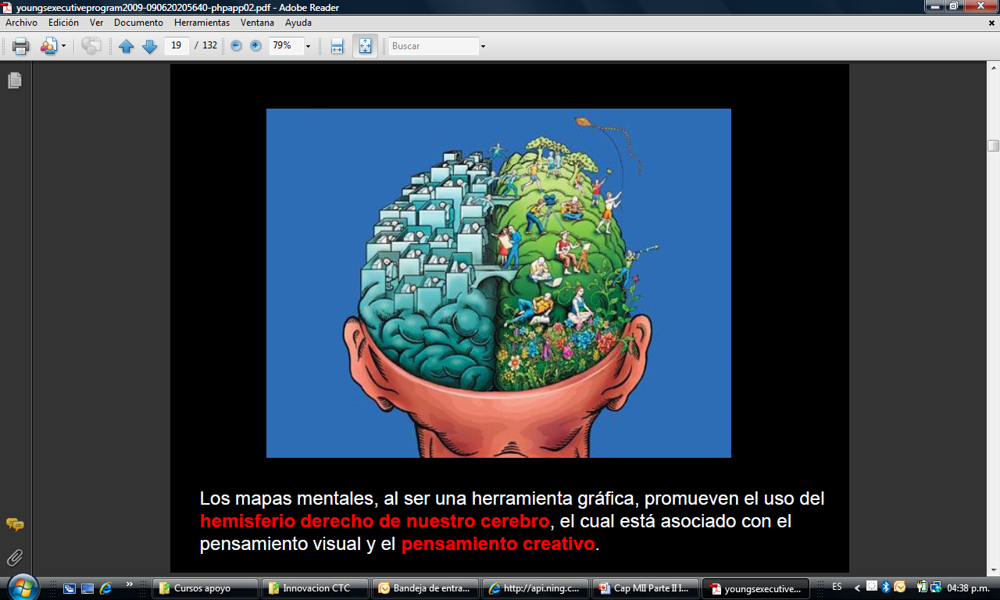 youngsexecutiveprogram2009-090620205640-phpapp02.pdf - Adobe Reader
Archivo Edición Ver Documento Herramientas Ventana Ayuda
19 / 132 79% Buscar
Los mapas mentales, al ser una herramienta gráfica, promueven el uso del
hemisferio derecho de nuestro cerebro, el cual está asociado con el
pensamiento visual y el pensamiento creativo.
» Cursos apoyo Innovacion CTC Bandeja de entra... http://api.ning.c... Cap MII Parte II I... youngsexecutive... ES 04:38 p.m.